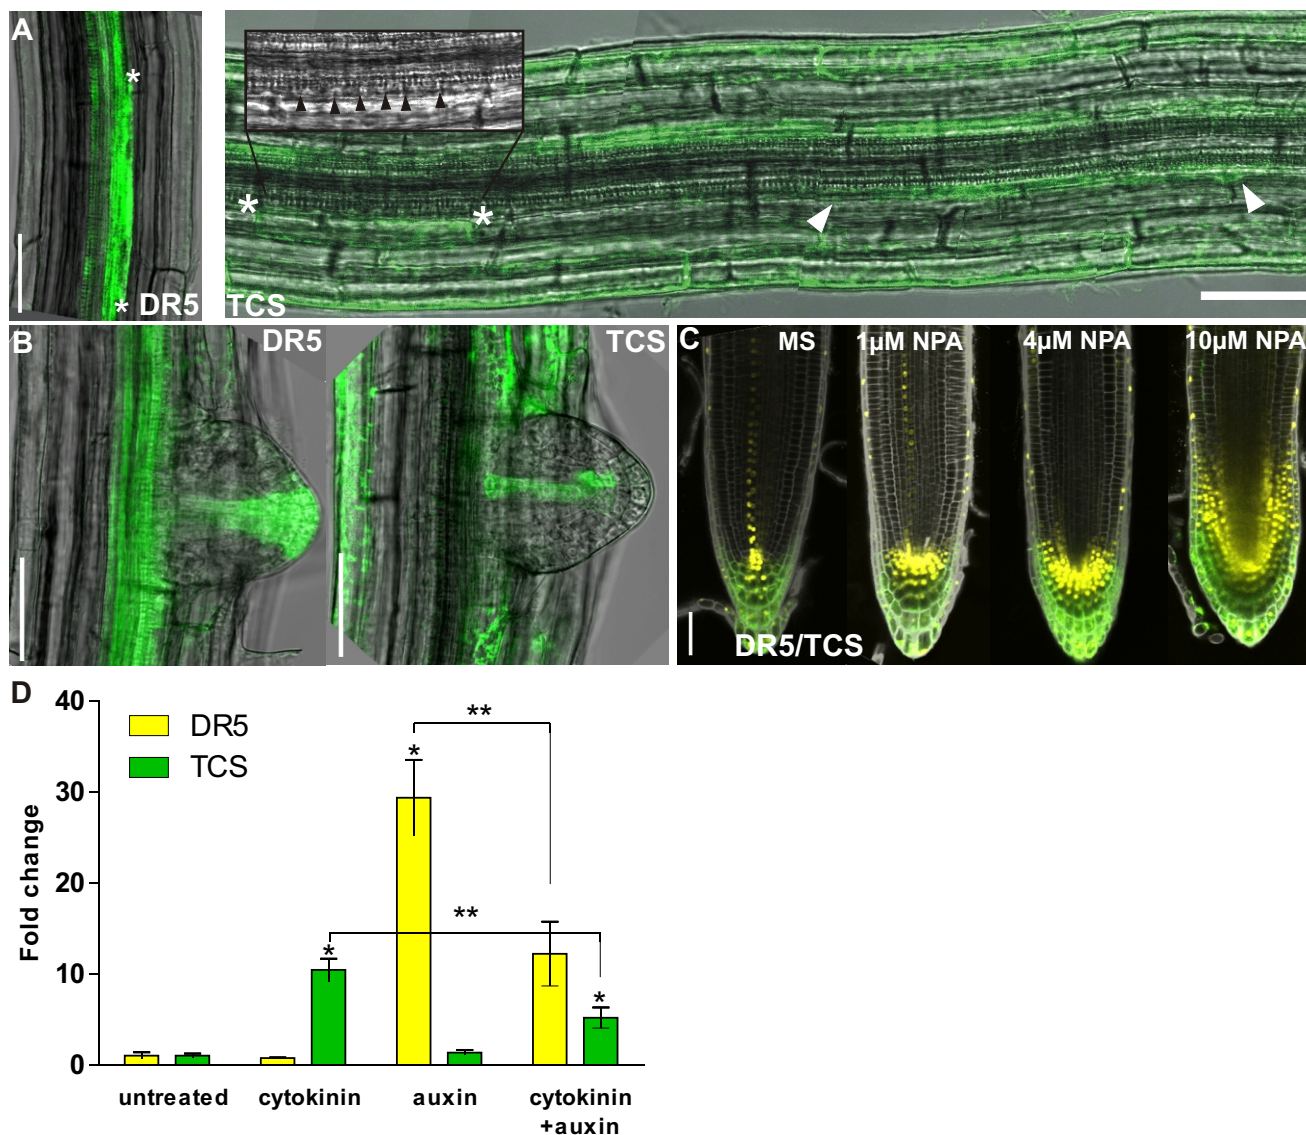 A
* * DR5
* *
TCS
B DR5
TCS
C MS 1µM NPA 4µM NPA 10µM NPA
DR5/TCS
D
40
30
20
10
0
Fold change
DR5
TCS
**
*
**
*
*
untreated cytokinin auxin cytokinin
+auxin